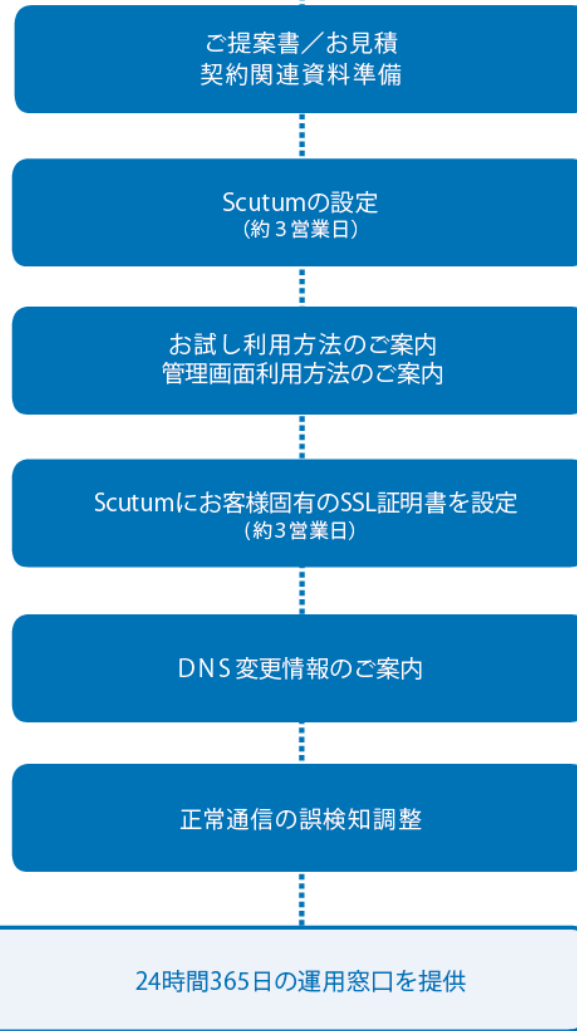 ご提案書／お見積
契約関連資料準備
Scutumの設定
（約３営業日）
お試し利用方法のご案内
管理画面利用方法のご案内
Scutumにお客様固有のSSL証明書を設定
（約3営業日）
DNS変更情報のご案内
正常通信の誤検知調整
24時間365日の運用窓口を提供